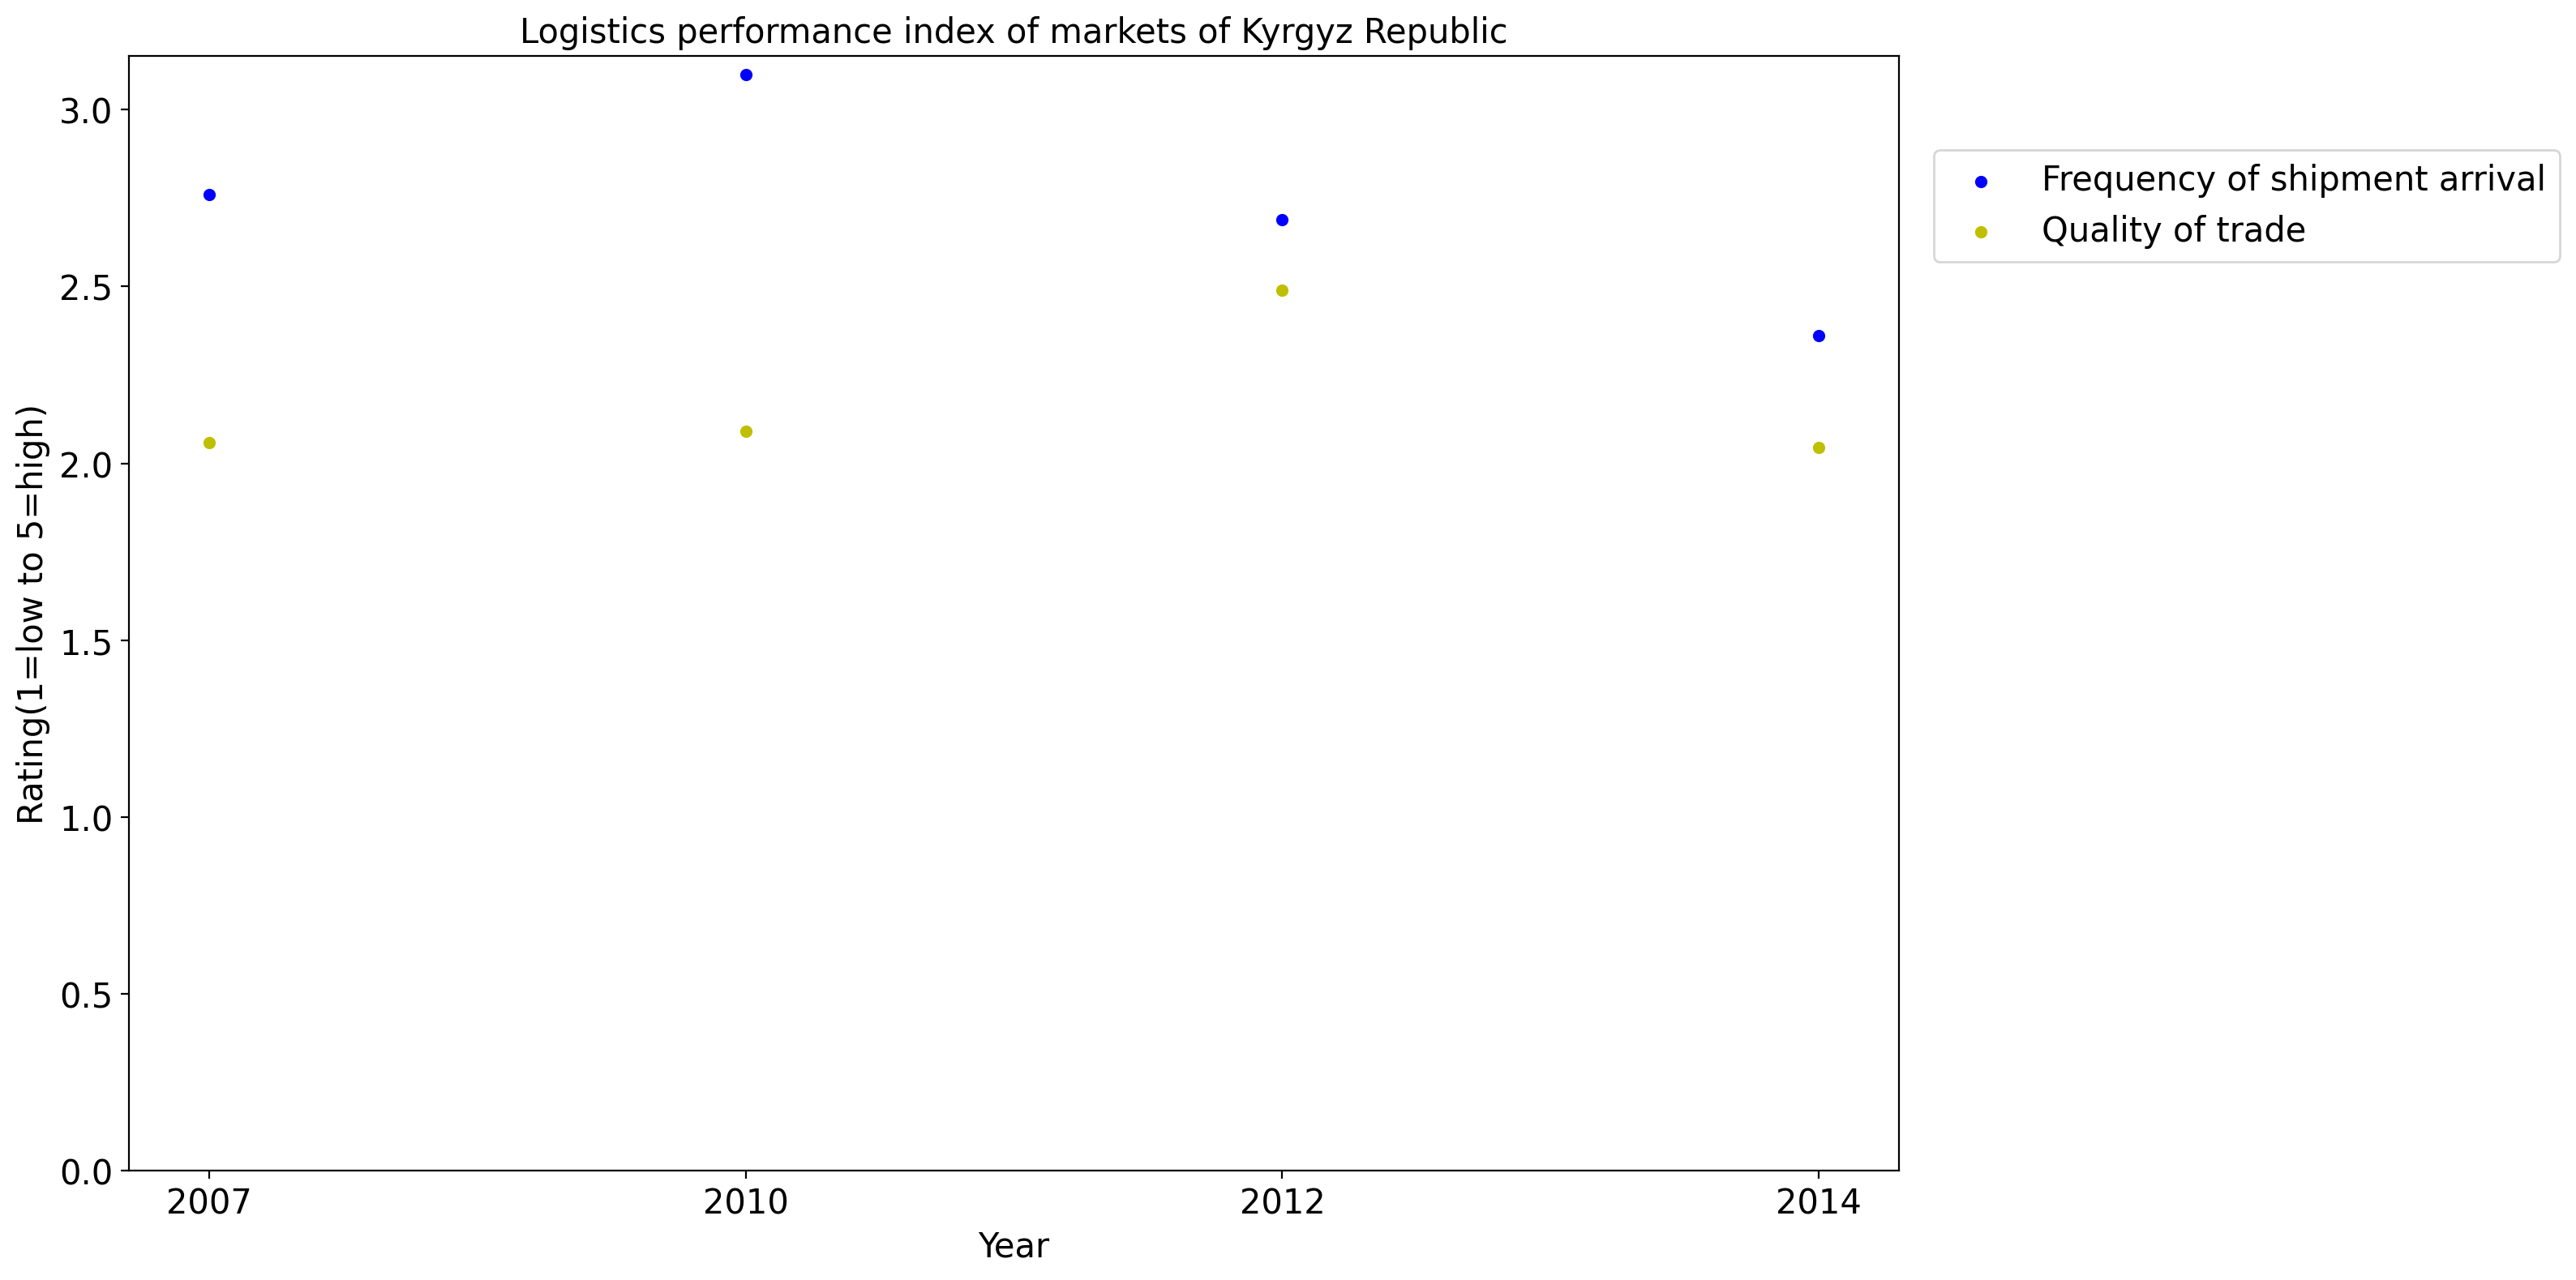 Logistics performance index of markets of Kyrgyz Republic
Rating(1=low to 5=high)
3.0
2.5
2.0
1.5
1.0
0.5
0.0
2007 2010 2012 2014
Year
Frequency of shipment arrival
Quality of trade